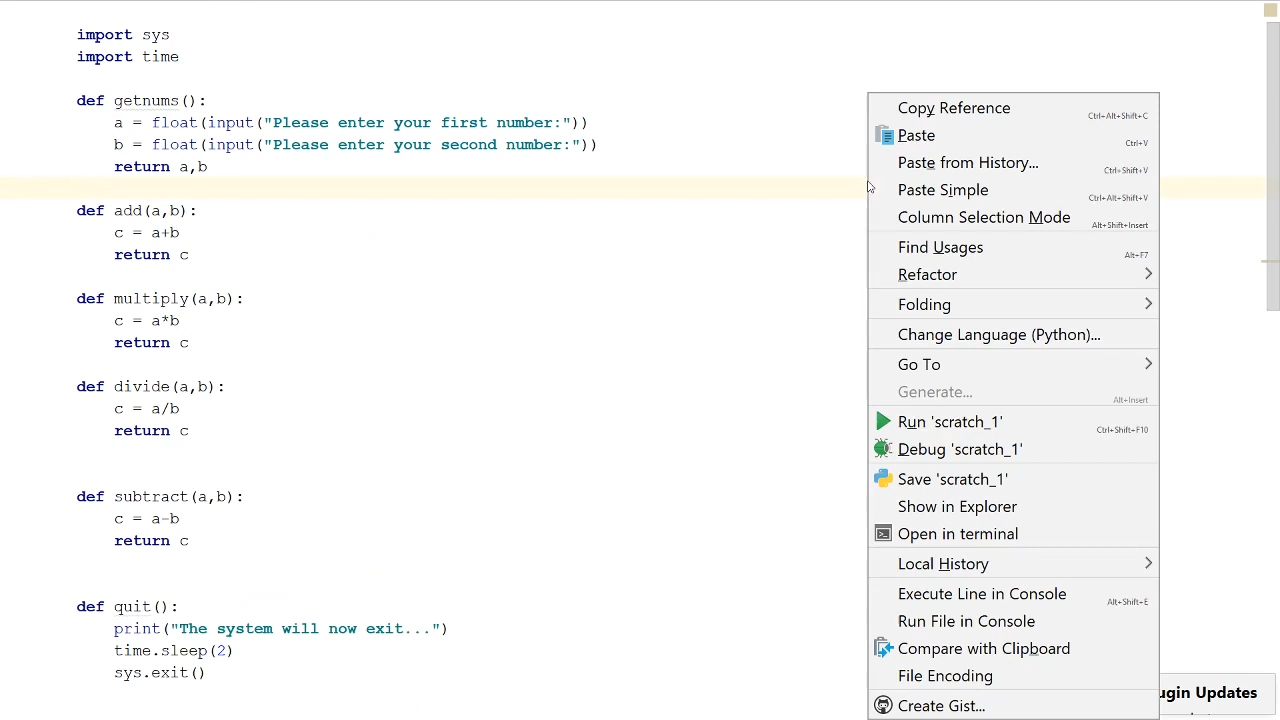 import sys
import time
def getnums():
a = float(input("Please enter your first number:"))
b = float(input("Please enter your second number:"))
return a,b
def add(a,b):
c = a+b
return c
def multiply(a,b):
c = a*b
return c
def divide(a,b):
c = a/b
return c
def subtract(a,b):
c = a-b
return c
def quit():
print("The system will now exit...")
time.sleep(2)
sys.exit()
Copy Reference Ctrl+Alt+Shift+C
Paste Ctrl+V
Paste from History... Ctrl+Shift+V
Paste Simple Ctrl+Alt+Shift+V
Column Selection Mode Alt+Shift+Insert
Find Usages Alt+F7
Refactor
Folding
Change Language (Python)...
Go To
Generate... Alt+Insert
Run 'scratch_1' Ctrl+Shift+F10
Debug 'scratch_1'
Save 'scratch_1'
Show in Explorer
Open in terminal
Local History
Execute Line in Console Alt+Shift+E
Run File in Console
Compare with Clipboard
File Encoding
Create Gist...
ugin Updates